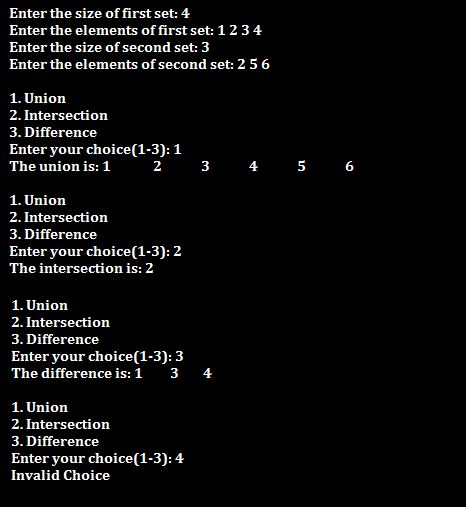 Enter the size of first set: 4
Enter the elements of first set: 1 2 3 4
Enter the size of second set: 3
Enter the elements of second set: 2 5 6
1. Union
2. Intersection
3. Difference
Enter your choice(1-3): 1
The union is: 1 2 3 4 5 6
1. Union
2. Intersection
3. Difference
Enter your choice(1-3): 2
The intersection is: 2
1. Union
2. Intersection
3. Difference
Enter your choice(1-3): 3
The difference is: 1 3 4
1. Union
2. Intersection
3. Difference
Enter your choice(1-3): 4
Invalid Choice